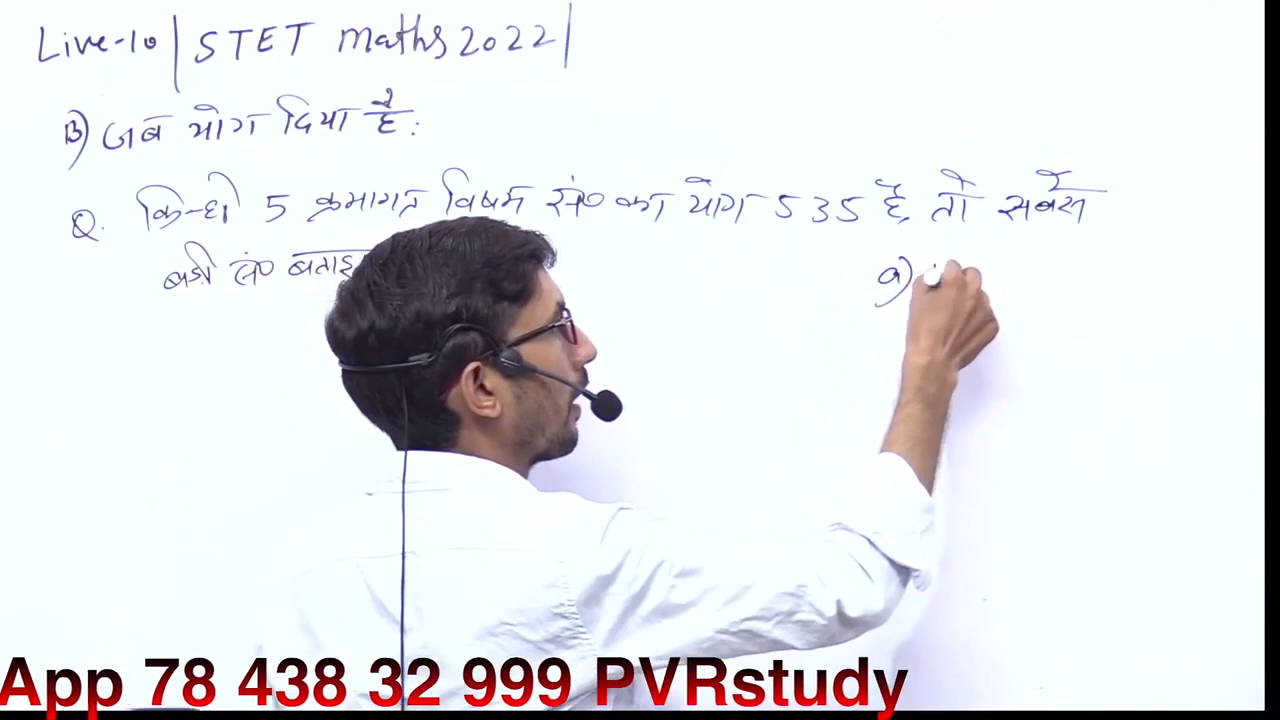 Live-10 | STET maths 2022 |
B) जब योग दिया है:
Q. किन्ही 5 क्रमागत विषम सं० का योग 535 है, तो सबसे
बड़ी सं० बताइ
a)
App 78 438 32 999 PVRstudy